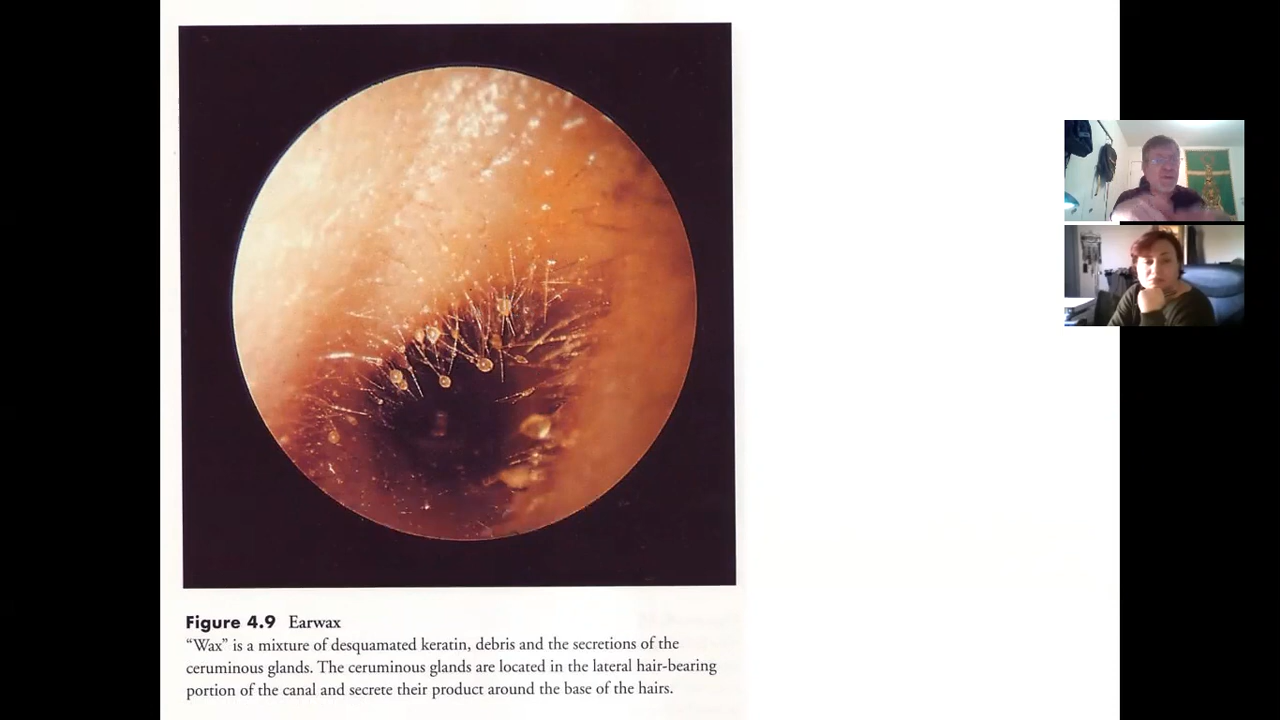 Figure 4.9 Earwax
“Wax” is a mixture of desquamated keratin, debris and the secretions of the
ceruminous glands. The ceruminous glands are located in the lateral hair-bearing
portion of the canal and secrete their product around the base of the hairs.